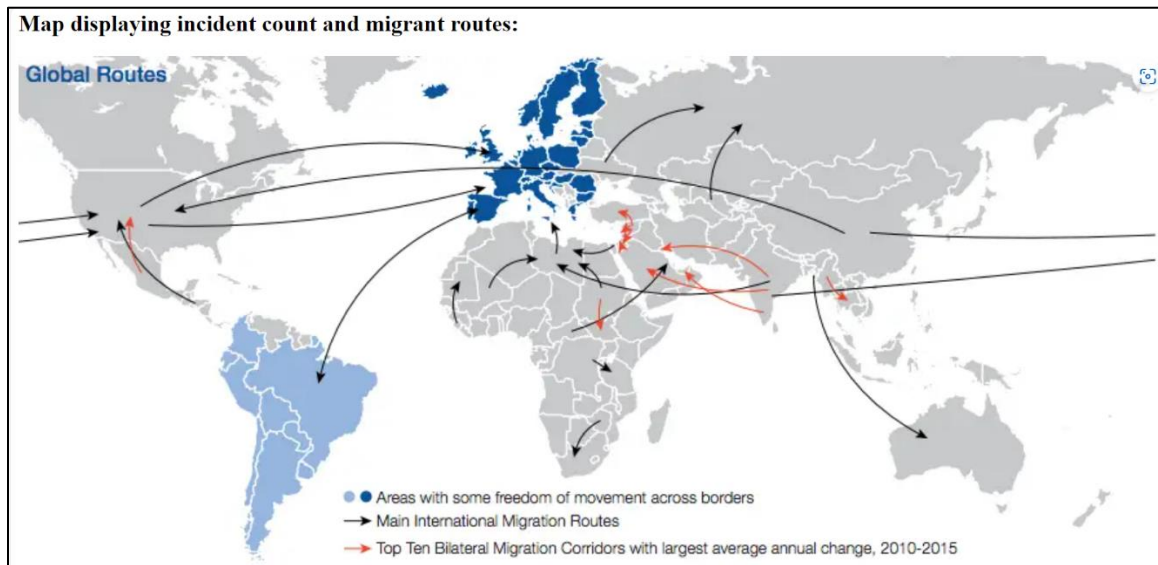 Map displaying incident count and migrant routes:
Global Routes
Areas with some freedom of movement across borders
Main International Migration Routes
Top Ten Bilateral Migration Corridors with largest average annual change, 2010-2015